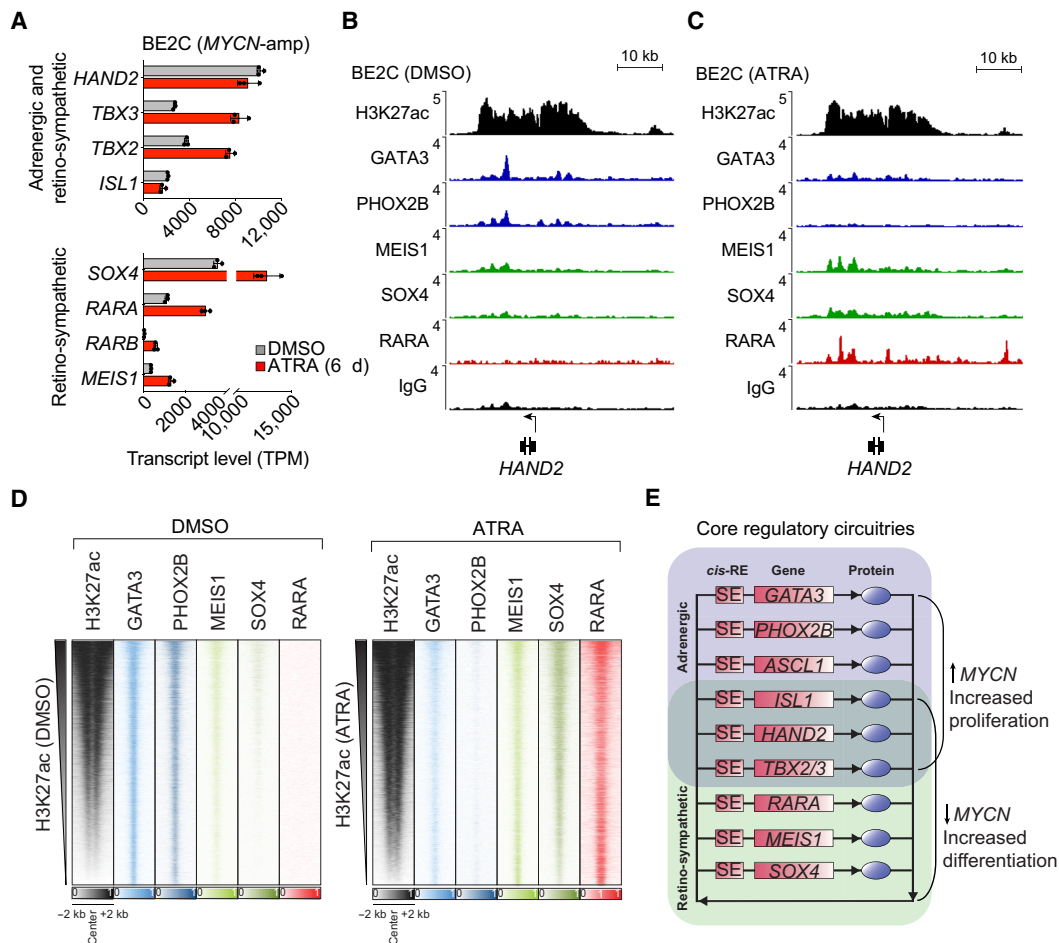 A
BE2C (MYCN-amp)
Adrenergic and
retino-sympathetic
HAND2
TBX3
TBX2
ISL1
0
4000
8000
12,000
Retino-sympathetic
SOX4
RARA
RARB
MEIS1
DMSO
ATRA (6 d)
0
2000
4000
10,000
15,000
Transcript level (TPM)
B
10 kb
BE2C (DMSO)
5
H3K27ac
4
GATA3
4
PHOX2B
4
MEIS1
4
SOX4
4
RARA
4
IgG
HAND2
C
10 kb
BE2C (ATRA)
5
H3K27ac
4
GATA3
4
PHOX2B
4
MEIS1
4
SOX4
4
RARA
4
IgG
HAND2
D
DMSO
H3K27ac
GATA3
PHOX2B
MEIS1
SOX4
RARA
H3K27ac (DMSO)
0 1 0 1 0 1 0 1 0 1 0 1
−2 kb Center +2 kb
ATRA
H3K27ac
GATA3
PHOX2B
MEIS1
SOX4
RARA
H3K27ac (ATRA)
0 1 0 1 0 1 0 1 0 1 0 1
−2 kb Center +2 kb
E
Core regulatory circuitries
cis-RE Gene Protein
Adrenergic
Retino-sympathetic
SE GATA3
SE PHOX2B
SE ASCL1
SE ISL1
SE HAND2
SE TBX2/3
SE RARA
SE MEIS1
SE SOX4
↑ MYCN
Increased
proliferation
↓ MYCN
Increased
differentiation